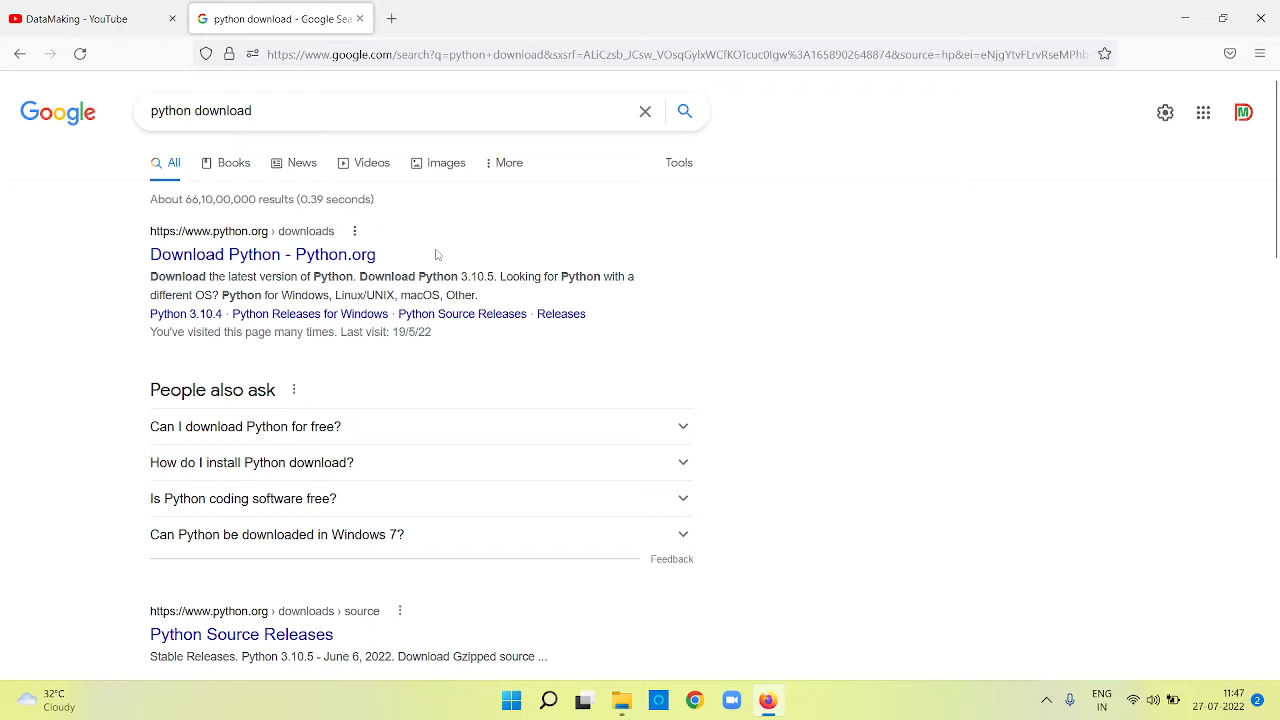 DataMaking - YouTube
python download - Google Sea
https://www.google.com/search?q=python+download&sxsrf=ALiCzsb_JCsw_VOsqGylxWCfKOTcuc0Igw%3A1658902648874&source=hp&ei=eNjgYtvFLrvRseMPhb
Google
python download
All
Books
News
Videos
Images
More
Tools
About 66,10,00,000 results (0.39 seconds)
https://www.python.org › downloads
Download Python - Python.org
Download the latest version of Python. Download Python 3.10.5. Looking for Python with a
different OS? Python for Windows, Linux/UNIX, macOS, Other.
Python 3.10.4 · Python Releases for Windows · Python Source Releases · Releases
You've visited this page many times. Last visit: 19/5/22
People also ask
Can I download Python for free?
How do I install Python download?
Is Python coding software free?
Can Python be downloaded in Windows 7?
Feedback
https://www.python.org › downloads › source
Python Source Releases
Stable Releases. Python 3.10.5 - June 6, 2022. Download Gzipped source ...
32°C
Cloudy
ENG
IN
11:47
27-07-2022
2